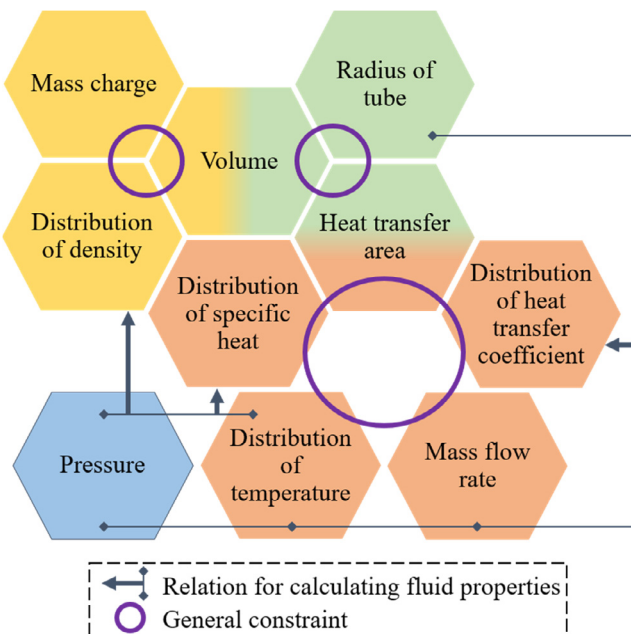 Mass charge
Radius of
tube
Volume
Distribution
of density
Heat transfer
area
Distribution
of specific
heat
Distribution
of heat
transfer
coefficient
Pressure
Distribution
of
temperature
Mass flow
rate
Relation for calculating fluid properties
General constraint